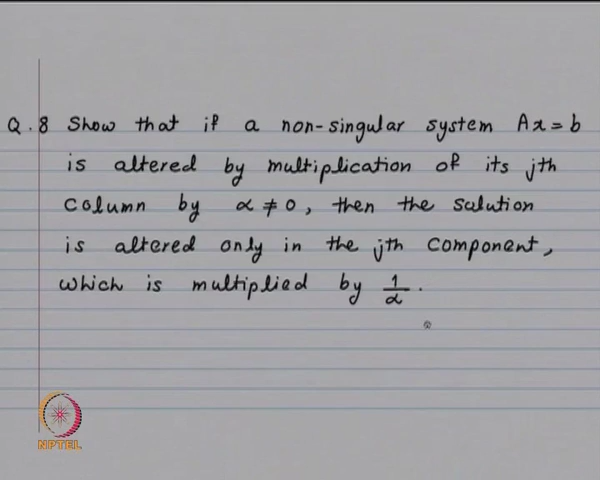 Q.8 Show that if a non-singular system Ax = b
is altered by multiplication of its jth
column by α ≠ 0, then the solution
is altered only in the jth component,
which is multiplied by 1/α.
NPTEL